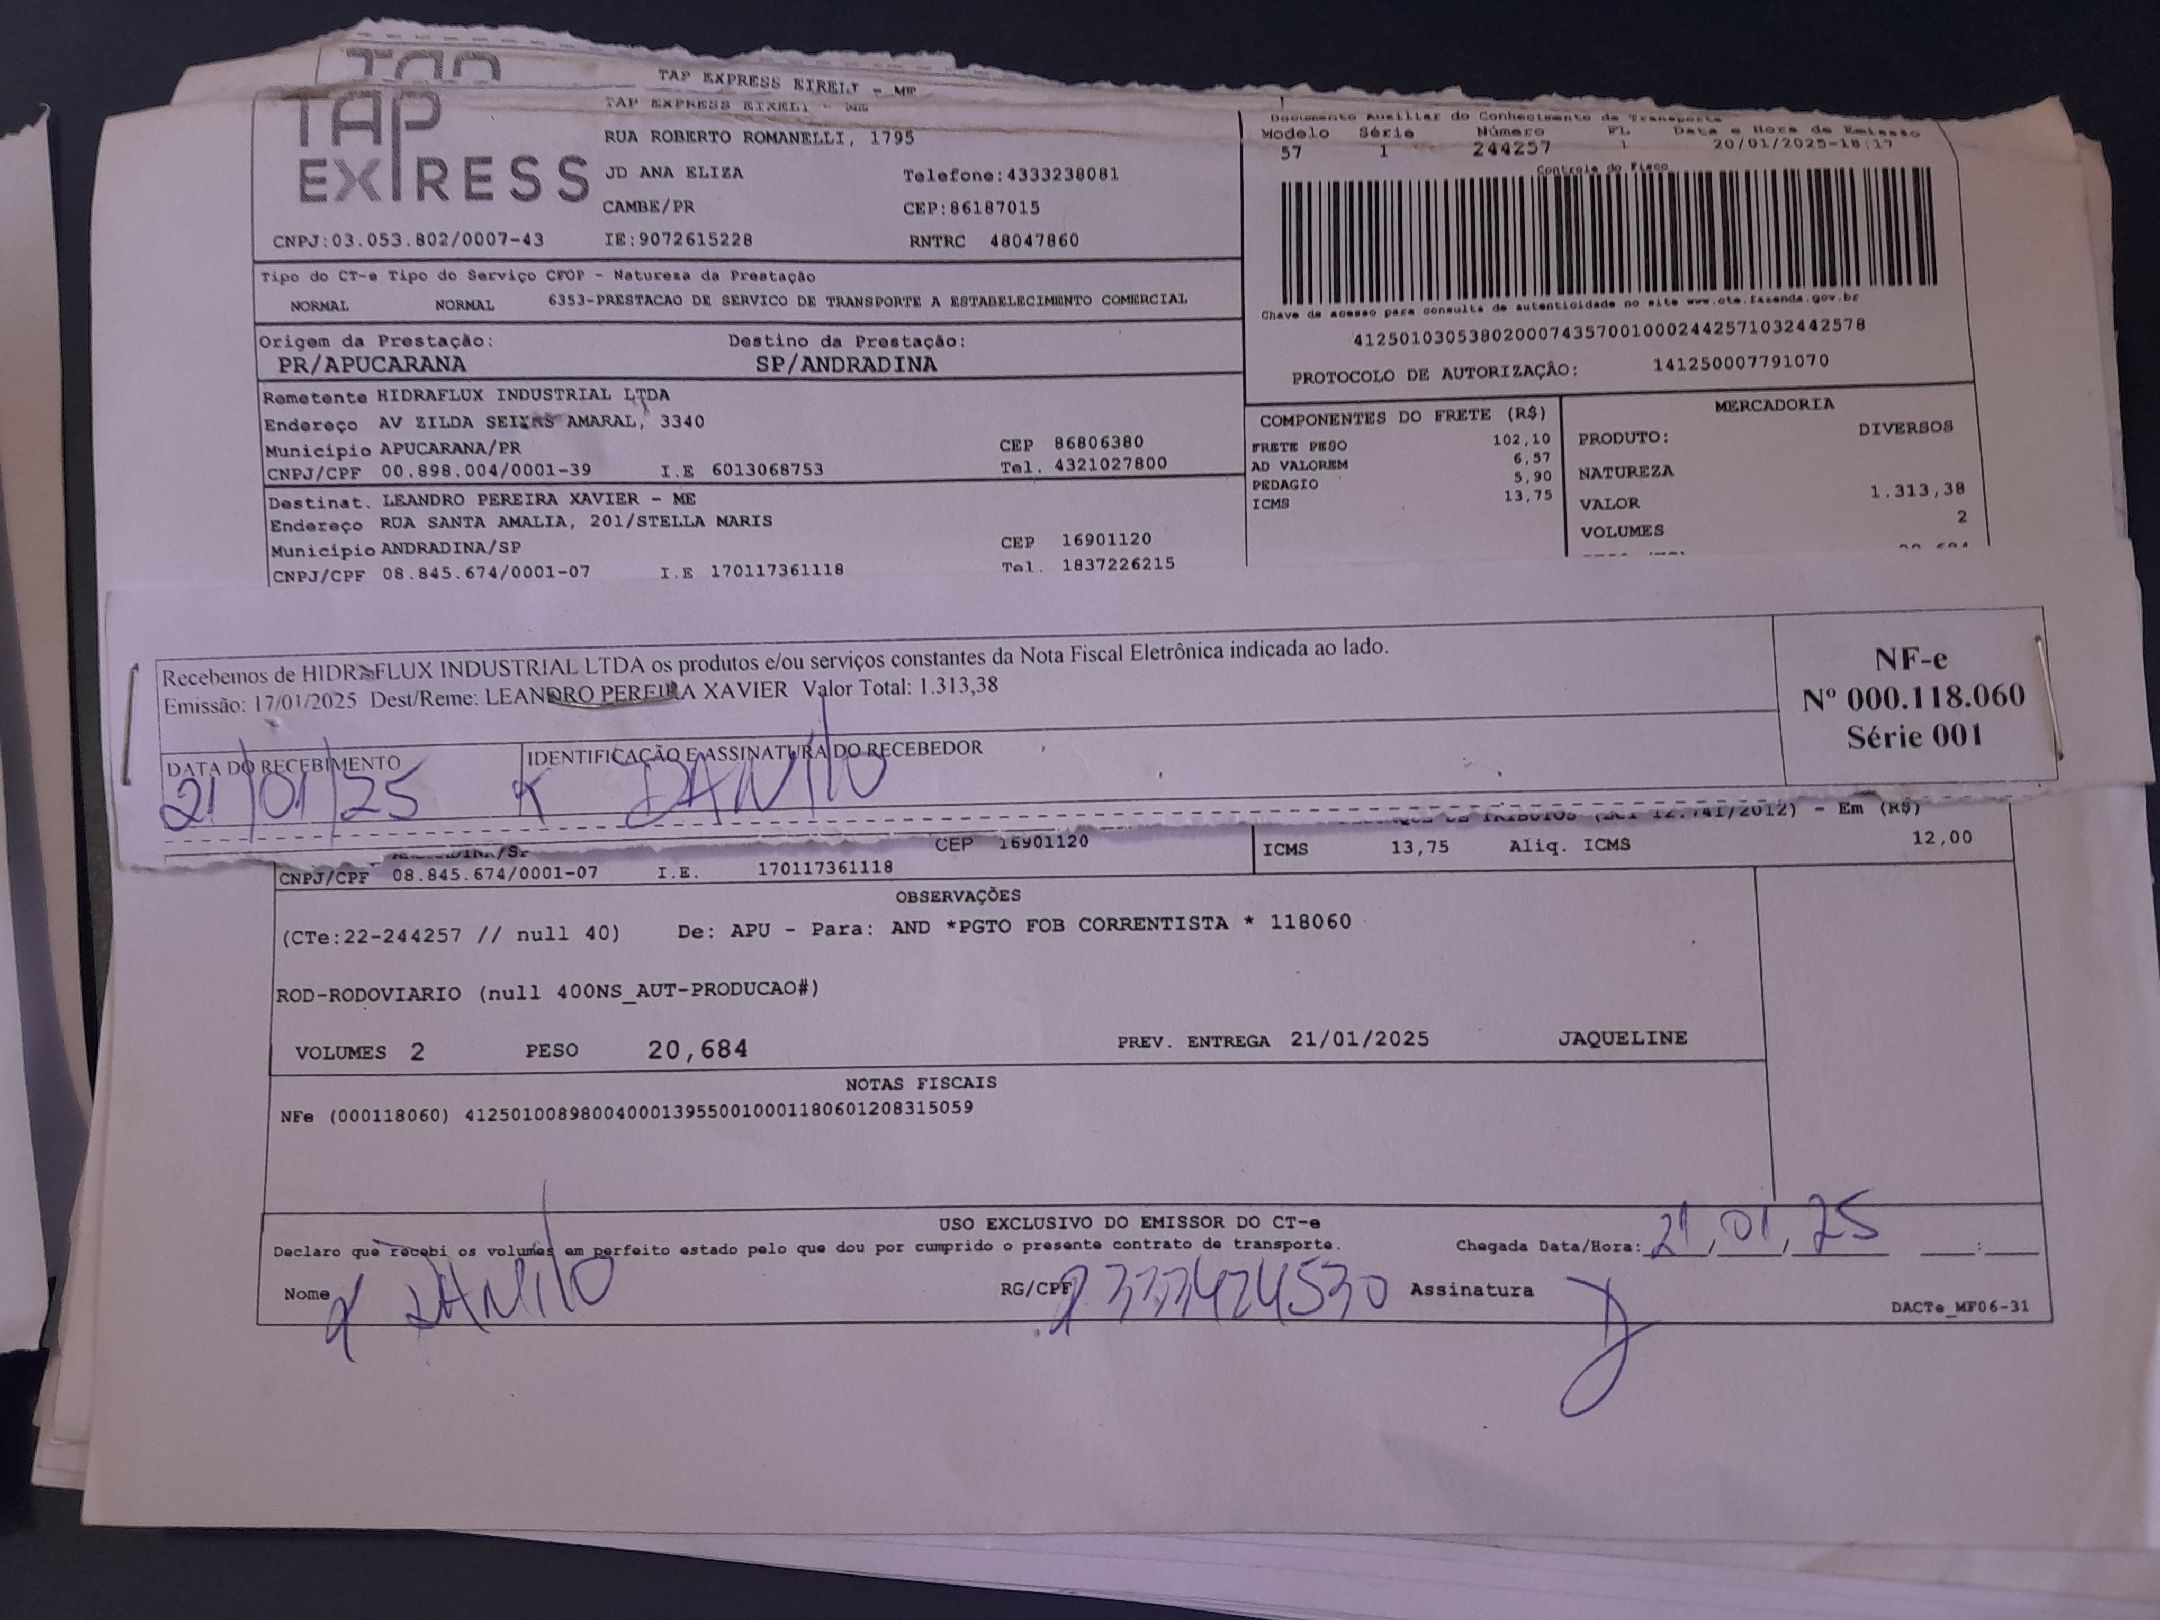 TAP
TAP EXPRESS EIRELI - ME
TAP EXPRESS
TAP EXPRESS EIRELI - ME
RUA ROBERTO ROMANELLI, 1795
JD ANA ELIZA Telefone:4333238081
CAMBE/PR CEP:86187015
CNPJ:03.053.802/0007-43 IE:9072615228 RNTRC 48047860
Documento Auxiliar do Conhecimento de Transporte
Modelo Série Número FL Data e Hora de Emissão
57 1 244257 1 20/01/2025-18:17
Controle do Fisco
Chave de acesso para consulta de autenticidade no site www.cte.fazenda.gov.br
41250103053802000743570010002442571032442578
PROTOCOLO DE AUTORIZAÇÃO: 141250007791070
Tipo do CT-e Tipo do Serviço CFOP - Natureza da Prestação
NORMAL NORMAL 6353-PRESTACAO DE SERVICO DE TRANSPORTE A ESTABELECIMENTO COMERCIAL
Origem da Prestação: Destino da Prestação:
PR/APUCARANA SP/ANDRADINA
Remetente HIDRAFLUX INDUSTRIAL LTDA
Endereço AV ZILDA SEIXAS AMARAL, 3340
Município APUCARANA/PR CEP 86806380
CNPJ/CPF 00.898.004/0001-39 I.E 6013068753 Tel. 4321027800
Destinat. LEANDRO PEREIRA XAVIER - ME
Endereço RUA SANTA AMALIA, 201/STELLA MARIS
Município ANDRADINA/SP CEP 16901120
CNPJ/CPF 08.845.674/0001-07 I.E 170117361118 Tel. 1837226215
COMPONENTES DO FRETE (R$)
FRETE PESO 102,10
AD VALOREM 6,57
PEDAGIO 5,90
ICMS 13,75
MERCADORIA
PRODUTO: DIVERSOS
NATUREZA
VALOR 1.313,38
VOLUMES 2
Recebemos de HIDRAFLUX INDUSTRIAL LTDA os produtos e/ou serviços constantes da Nota Fiscal Eletrônica indicada ao lado.
Emissão: 17/01/2025 Dest/Reme: LEANDRO PEREIRA XAVIER Valor Total: 1.313,38
DATA DO RECEBIMENTO IDENTIFICAÇÃO E ASSINATURA DO RECEBEDOR
21/01/25 x DANilO
NF-e
Nº 000.118.060
Série 001
TRIBUTOS (Lei 12.741/2012) - Em (R$)
ANDRADINA/SP CEP 16901120
CNPJ/CPF 08.845.674/0001-07 I.E. 170117361118
ICMS 13,75 Aliq. ICMS 12,00
OBSERVAÇÕES
(CTe:22-244257 // null 40) De: APU - Para: AND *PGTO FOB CORRENTISTA * 118060
ROD-RODOVIARIO (null 400NS_AUT-PRODUCAO#)
VOLUMES 2 PESO 20,684 PREV. ENTREGA 21/01/2025 JAQUELINE
NOTAS FISCAIS
NFe (000118060) 41250100898004000139550010001180601208315059
USO EXCLUSIVO DO EMISSOR DO CT-e
Declaro que recebi os volumes em perfeito estado pelo que dou por cumprido o presente contrato de transporte. Chegada Data/Hora: 21,01,25 :
Nome x DANilO RG/CPF Assinatura
DACTe_MF06-31